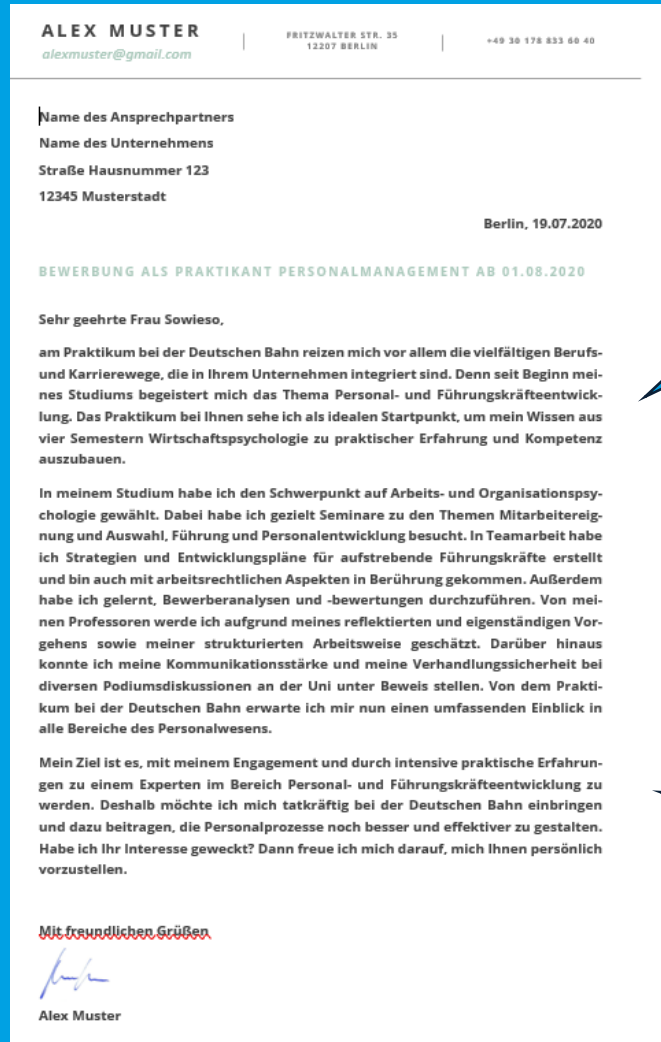 ALEX MUSTER
alexmuster@gmail.com
FRITZWALTER STR. 35
12207 BERLIN
+49 30 178 833 60 40
Name des Ansprechpartners
Name des Unternehmens
Straße Hausnummer 123
12345 Musterstadt
Berlin, 19.07.2020
BEWERBUNG ALS PRAKTIKANT PERSONALMANAGEMENT AB 01.08.2020
Sehr geehrte Frau Sowieso,
am Praktikum bei der Deutschen Bahn reizen mich vor allem die vielfältigen Berufs-
und Karrierewege, die in Ihrem Unternehmen integriert sind. Denn seit Beginn mei-
nes Studiums begeistert mich das Thema Personal- und Führungskräfteentwick-
lung. Das Praktikum bei Ihnen sehe ich als idealen Startpunkt, um mein Wissen aus
vier Semestern Wirtschaftspsychologie zu praktischer Erfahrung und Kompetenz
auszubauen.
In meinem Studium habe ich den Schwerpunkt auf Arbeits- und Organisationspsy-
chologie gewählt. Dabei habe ich gezielt Seminare zu den Themen Mitarbeitereig-
nung und Auswahl, Führung und Personalentwicklung besucht. In Teamarbeit habe
ich Strategien und Entwicklungspläne für aufstrebende Führungskräfte erstellt
und bin auch mit arbeitsrechtlichen Aspekten in Berührung gekommen. Außerdem
habe ich gelernt, Bewerberanalysen und -bewertungen durchzuführen. Von mei-
nen Professoren werde ich aufgrund meines reflektierten und eigenständigen Vor-
gehens sowie meiner strukturierten Arbeitsweise geschätzt. Darüber hinaus
konnte ich meine Kommunikationsstärke und meine Verhandlungssicherheit bei
diversen Podiumsdiskussionen an der Uni unter Beweis stellen. Von dem Prakti-
kum bei der Deutschen Bahn erwarte ich mir nun einen umfassenden Einblick in
alle Bereiche des Personalwesens.
Mein Ziel ist es, mit meinem Engagement und durch intensive praktische Erfahrun-
gen zu einem Experten im Bereich Personal- und Führungskräfteentwicklung zu
werden. Deshalb möchte ich mich tatkräftig bei der Deutschen Bahn einbringen
und dazu beitragen, die Personalprozesse noch besser und effektiver zu gestalten.
Habe ich Ihr Interesse geweckt? Dann freue ich mich darauf, mich Ihnen persönlich
vorzustellen.
Mit freundlichen Grüßen
Alex Muster